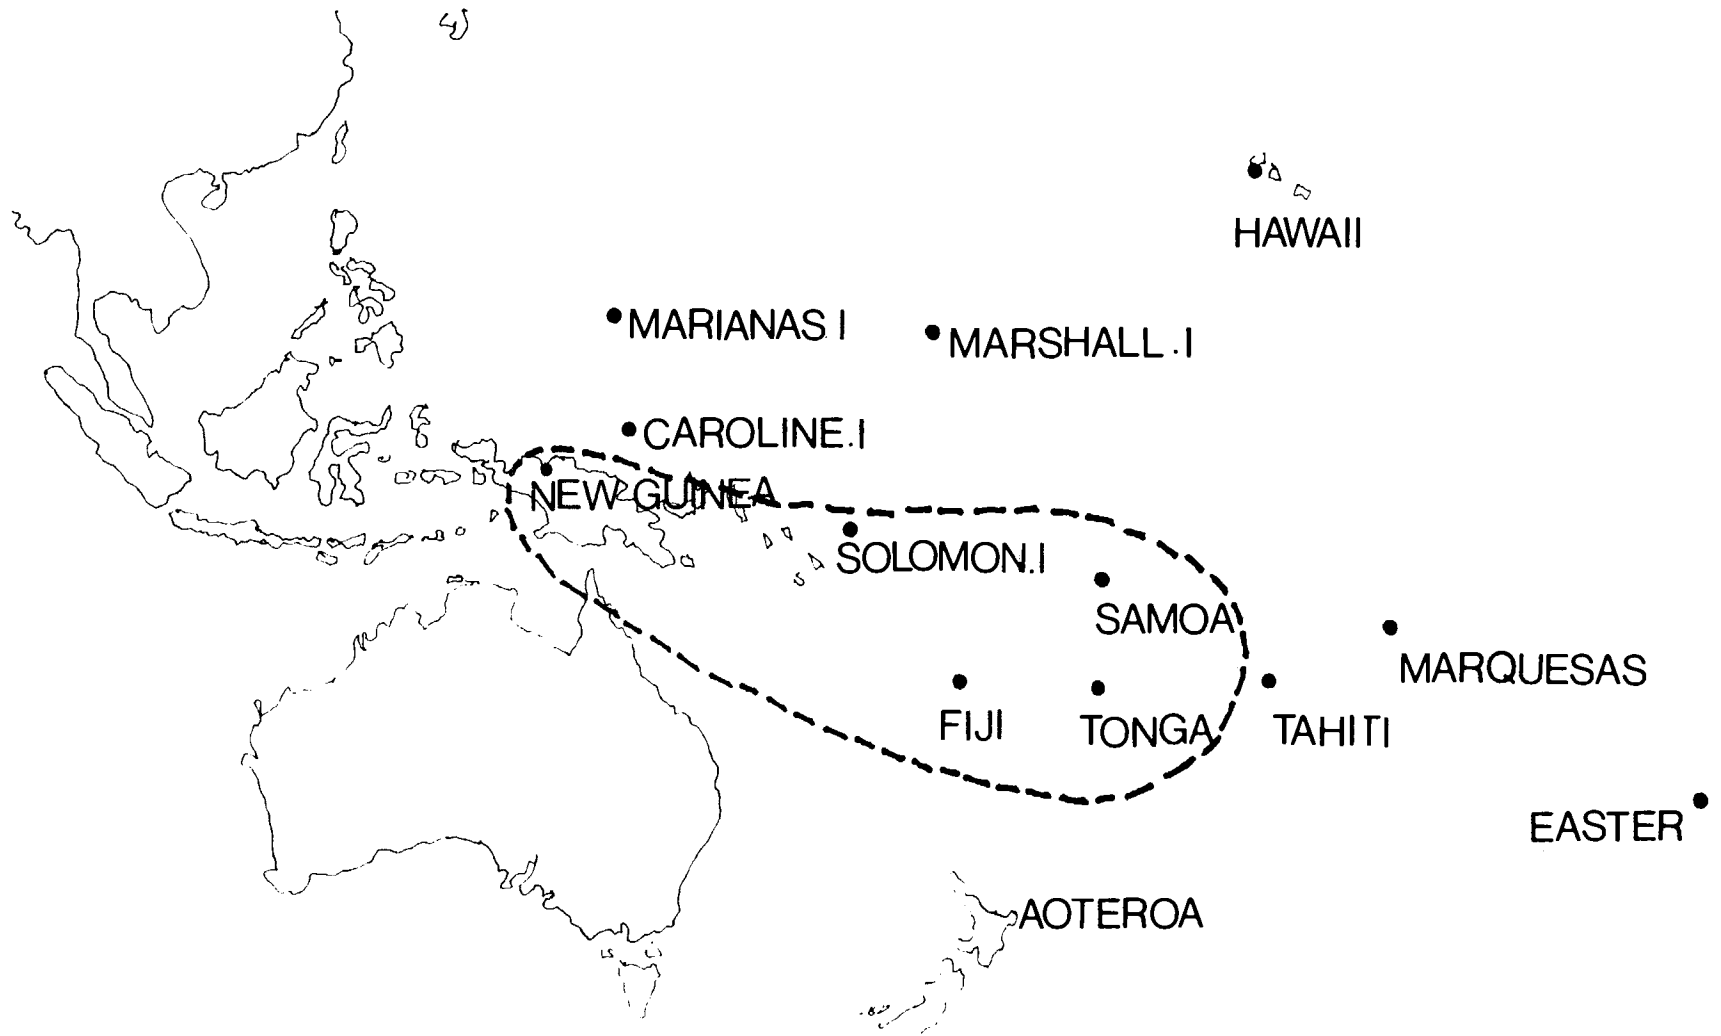 HAWAII
MARIANAS I
MARSHALL.I
CAROLINE.I
NEW GUINEA
SOLOMON.I
SAMOA
MARQUESAS
FIJI
TONGA
TAHITI
EASTER
AOTEROA